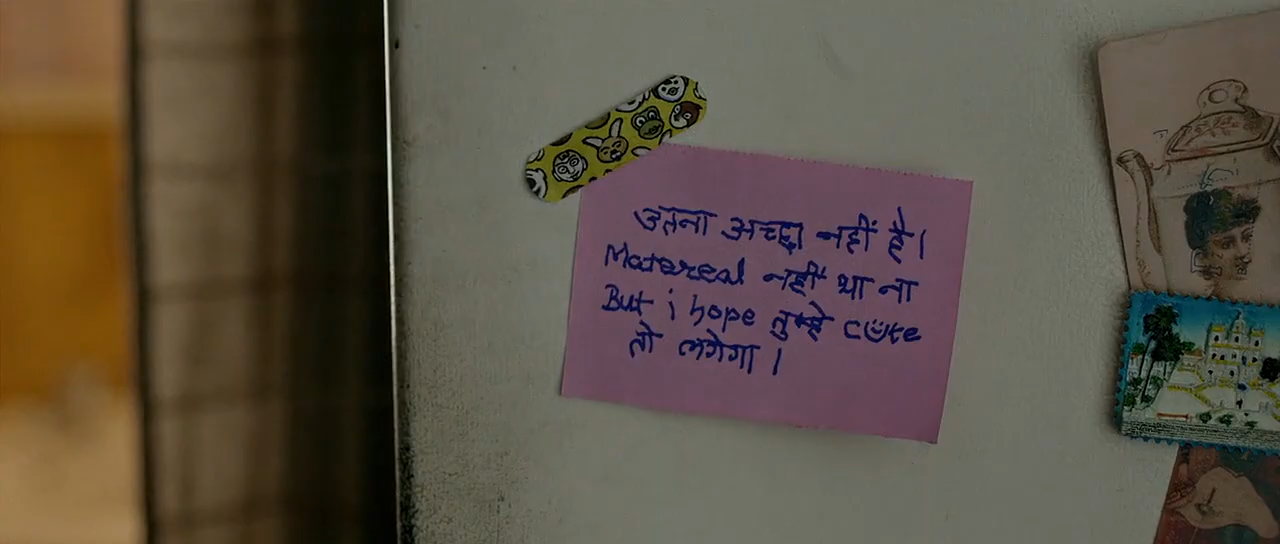 उतना अच्छा नहीं है।
Matereal नहीं था ना
But i hope तुम्हे cute
तो लगेगा।